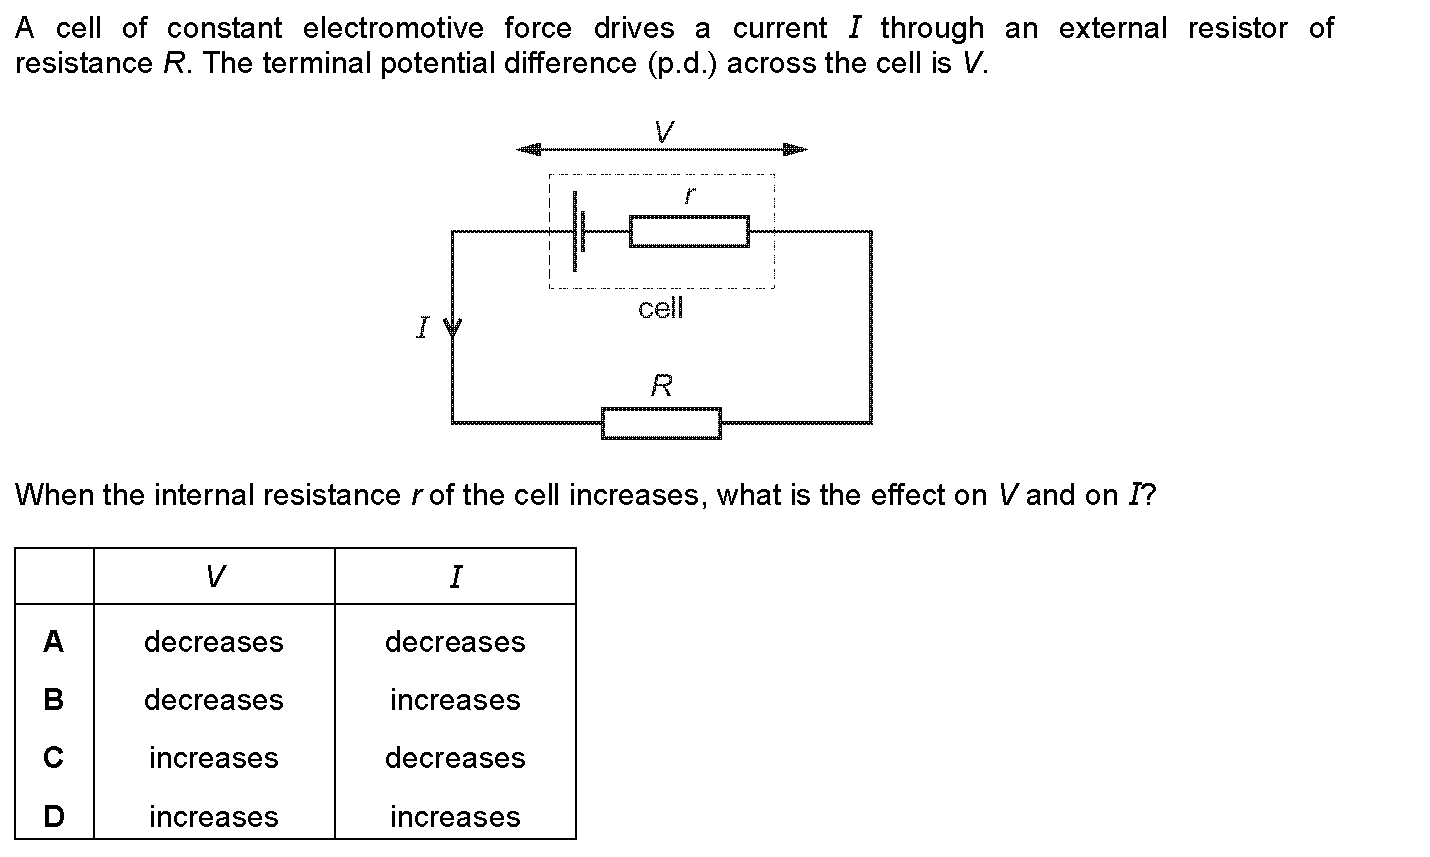 A cell of constant electromotive force drives a current I through an external resistor of
resistance R. The terminal potential difference (p.d.) across the cell is V.
V
r
cell
I
R
When the internal resistance r of the cell increases, what is the effect on V and on I?
V I
A decreases decreases
B decreases increases
C increases decreases
D increases increases